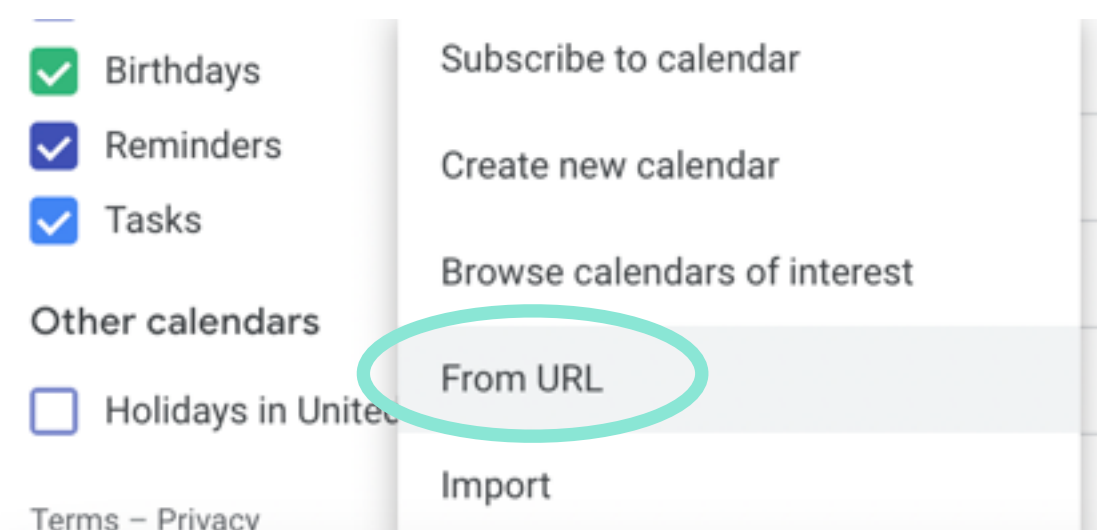 Birthdays
Reminders
Tasks
Other calendars
Holidays in United
Terms – Privacy
Subscribe to calendar
Create new calendar
Browse calendars of interest
From URL
Import